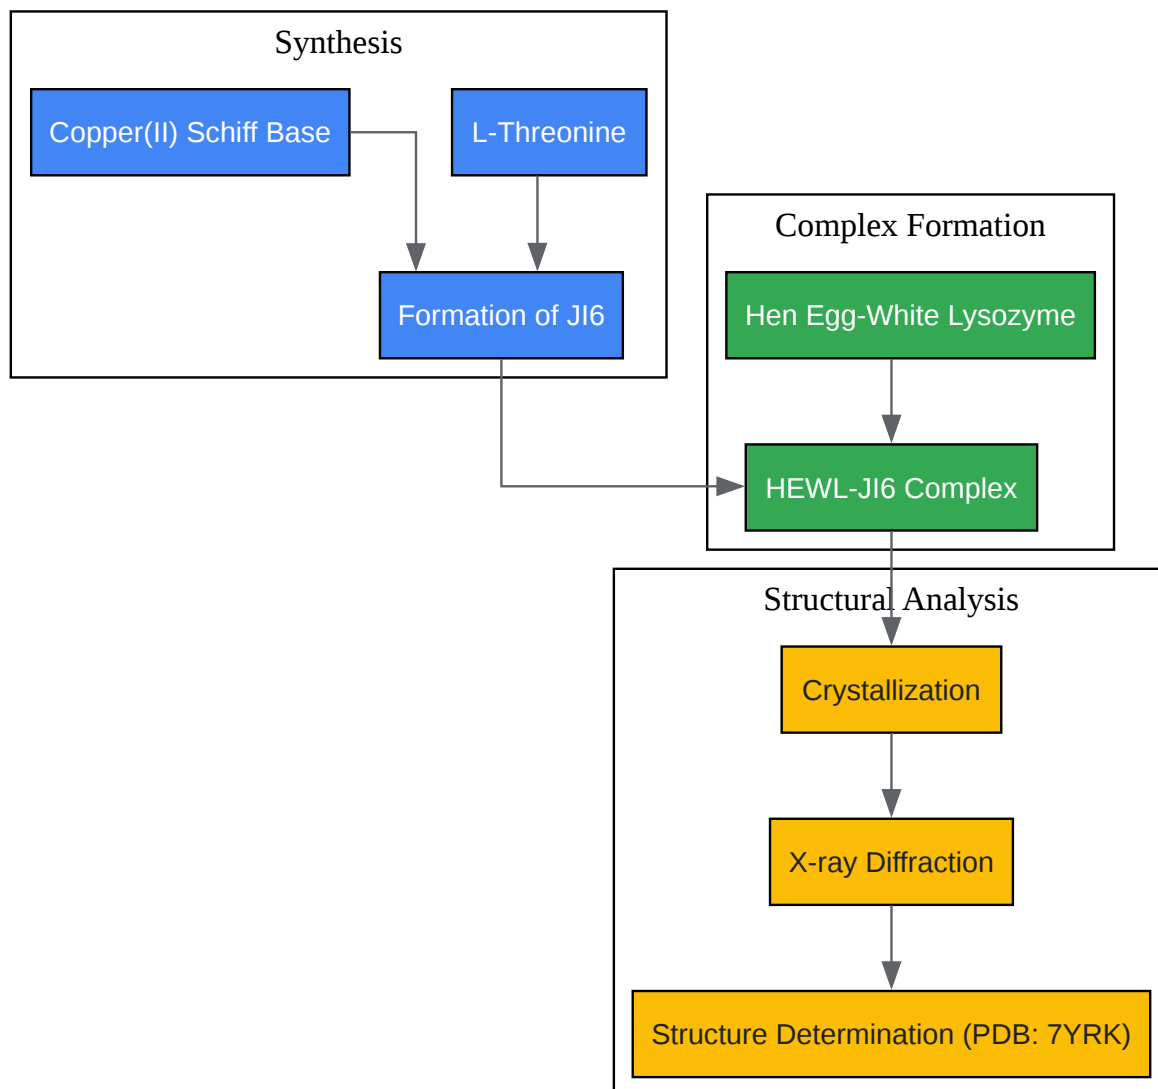 Synthesis
Copper(II) Schiff Base
L-Threonine
Formation of JI6
Complex Formation
Hen Egg-White Lysozyme
HEWL-JI6 Complex
Structural Analysis
Crystallization
X-ray Diffraction
Structure Determination (PDB: 7YRK)